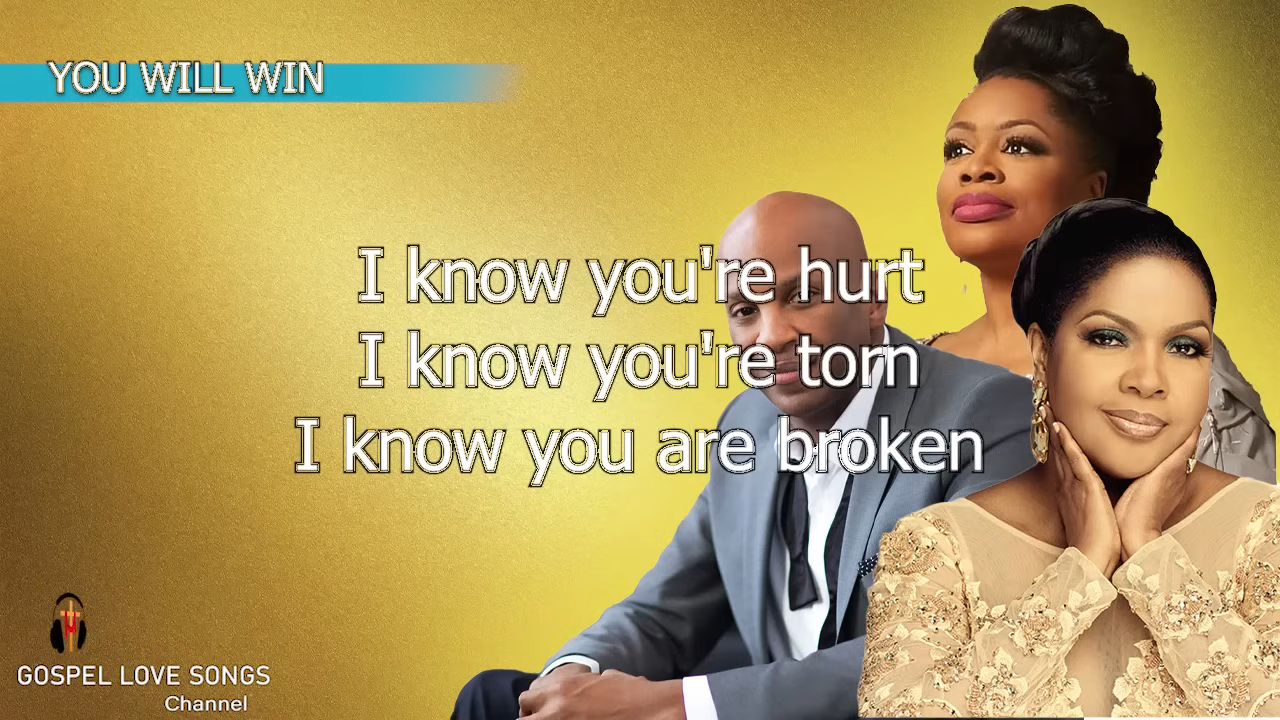 YOU WILL WIN
I know you're hurt
I know you're torn
I know you are broken
GOSPEL LOVE SONGS
Channel